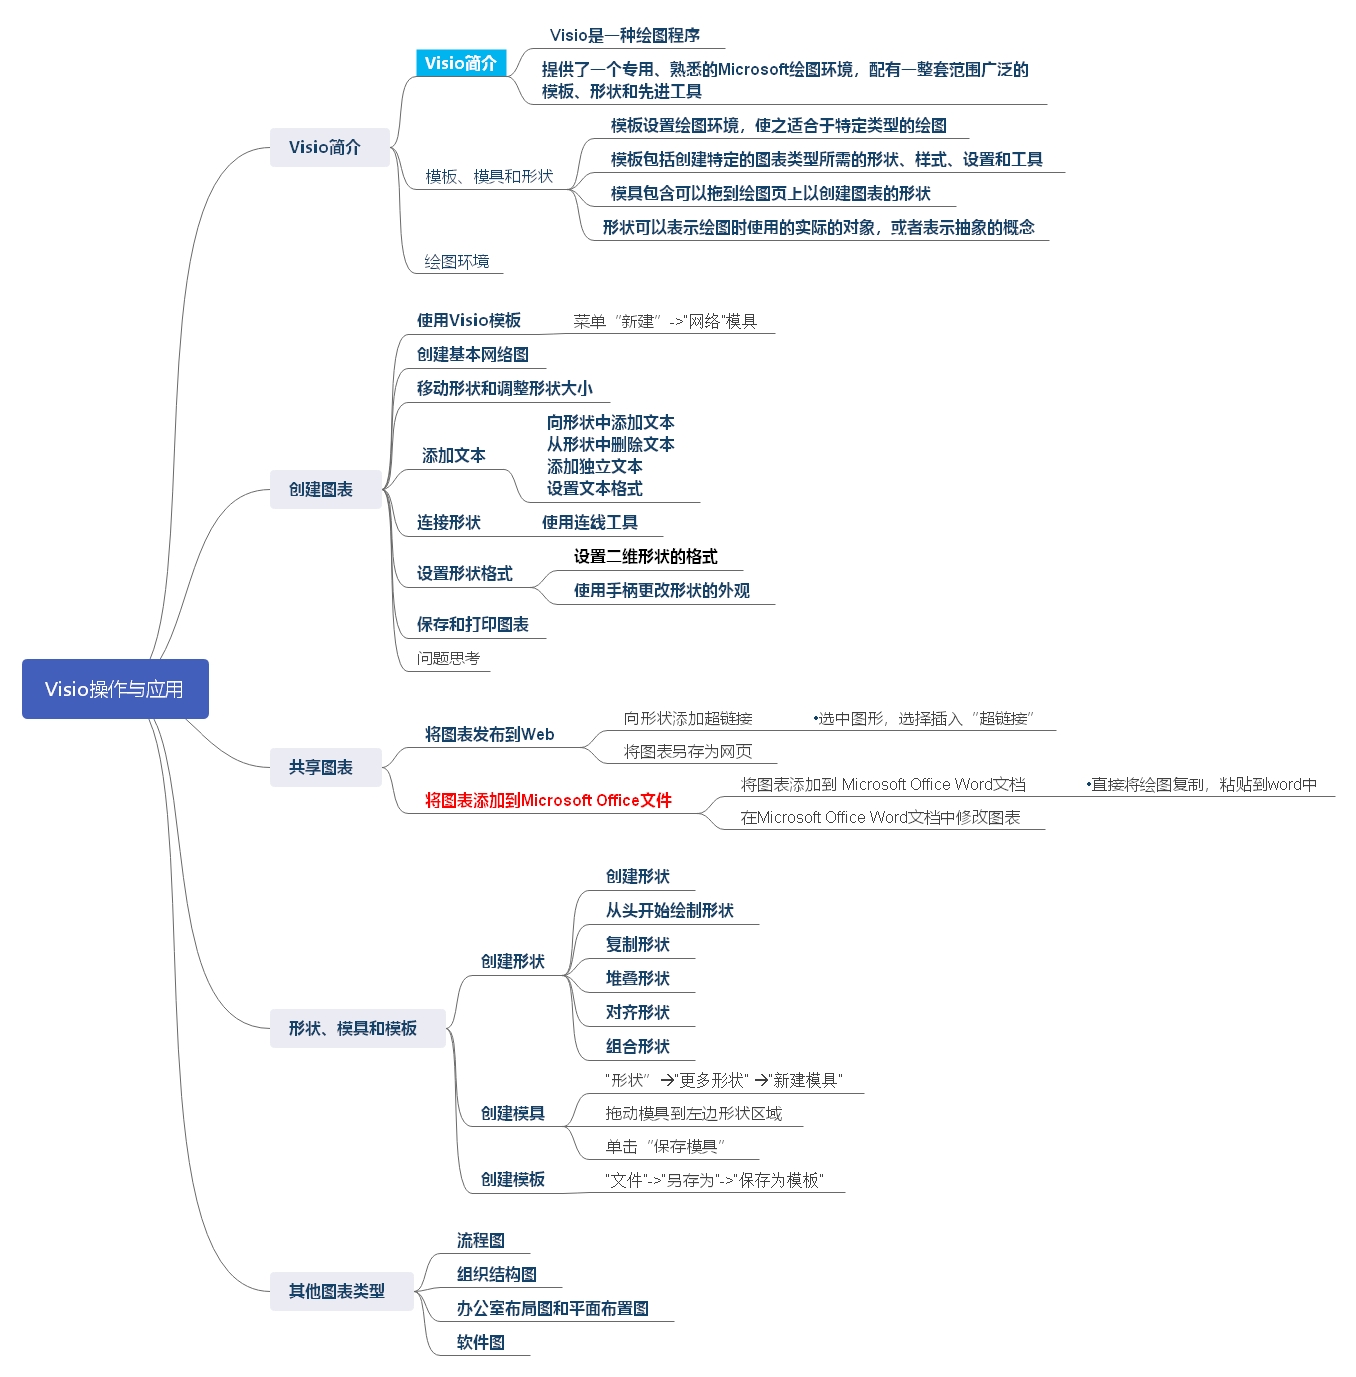 Visio操作与应用
Visio简介
Visio简介
Visio是一种绘图程序
提供了一个专用、熟悉的Microsoft绘图环境，配有一整套范围广泛的
模板、形状和先进工具
模板、模具和形状
模板设置绘图环境，使之适合于特定类型的绘图
模板包括创建特定的图表类型所需的形状、样式、设置和工具
模具包含可以拖到绘图页上以创建图表的形状
形状可以表示绘图时使用的实际的对象，或者表示抽象的概念
绘图环境
创建图表
使用Visio模板
菜单“新建”->"网络"模具
创建基本网络图
移动形状和调整形状大小
添加文本
向形状中添加文本
从形状中删除文本
添加独立文本
设置文本格式
连接形状
使用连线工具
设置形状格式
设置二维形状的格式
使用手柄更改形状的外观
保存和打印图表
问题思考
共享图表
将图表发布到Web
向形状添加超链接
•选中图形，选择插入“超链接”
将图表另存为网页
将图表添加到Microsoft Office文件
将图表添加到 Microsoft Office Word文档
•直接将绘图复制，粘贴到word中
在Microsoft Office Word文档中修改图表
形状、模具和模板
创建形状
创建形状
从头开始绘制形状
复制形状
堆叠形状
对齐形状
组合形状
创建模具
"形状” →"更多形状" →"新建模具"
拖动模具到左边形状区域
单击“保存模具”
创建模板
"文件"->"另存为"->"保存为模板"
其他图表类型
流程图
组织结构图
办公室布局图和平面布置图
软件图